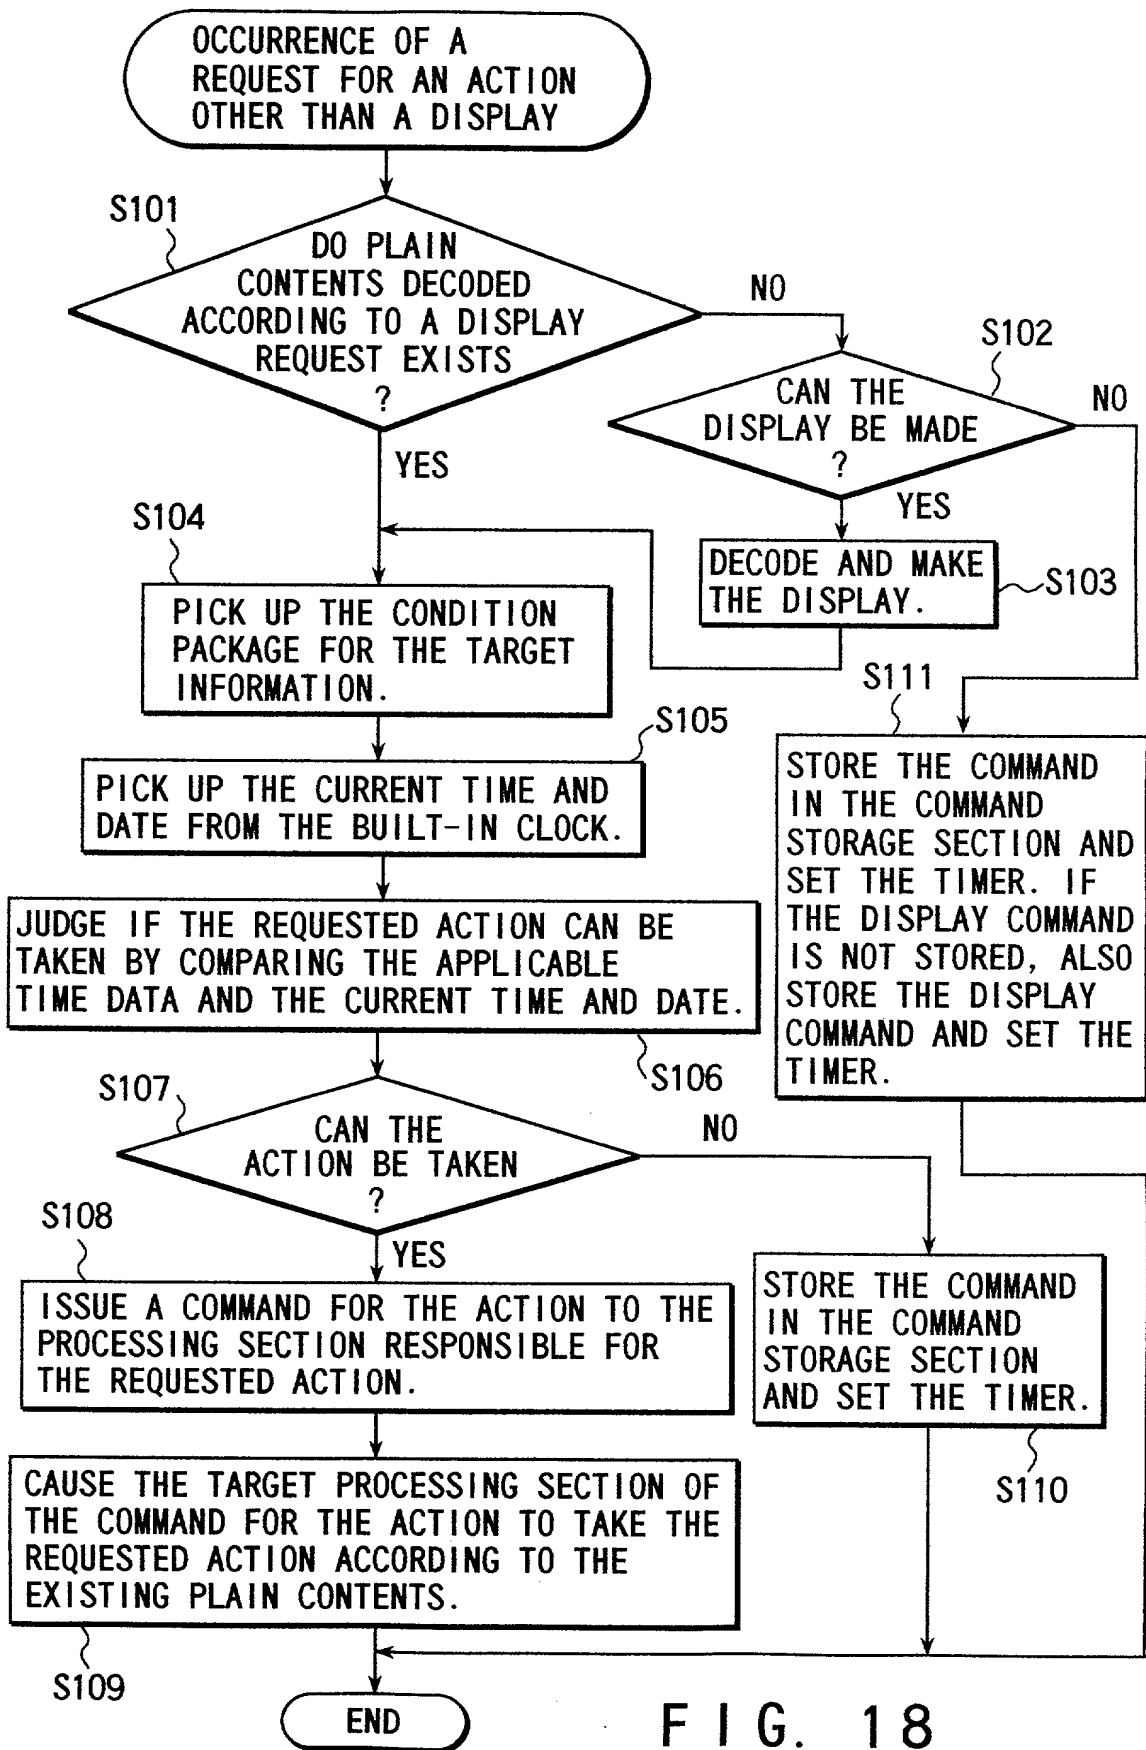 OCCURRENCE OF A
REQUEST FOR AN ACTION
OTHER THAN A DISPLAY
S101
DO PLAIN
CONTENTS DECODED
ACCORDING TO A DISPLAY
REQUEST EXISTS
?
NO
YES
S102
CAN THE
DISPLAY BE MADE
?
NO
YES
DECODE AND MAKE
THE DISPLAY.
S103
S104
PICK UP THE CONDITION
PACKAGE FOR THE TARGET
INFORMATION.
S105
PICK UP THE CURRENT TIME AND
DATE FROM THE BUILT-IN CLOCK.
S111
STORE THE COMMAND
IN THE COMMAND
STORAGE SECTION AND
SET THE TIMER. IF
THE DISPLAY COMMAND
IS NOT STORED, ALSO
STORE THE DISPLAY
COMMAND AND SET THE
TIMER.
JUDGE IF THE REQUESTED ACTION CAN BE
TAKEN BY COMPARING THE APPLICABLE
TIME DATA AND THE CURRENT TIME AND DATE.
S106
S107
CAN THE
ACTION BE TAKEN
?
NO
YES
S108
ISSUE A COMMAND FOR THE ACTION TO THE
PROCESSING SECTION RESPONSIBLE FOR
THE REQUESTED ACTION.
STORE THE COMMAND
IN THE COMMAND
STORAGE SECTION
AND SET THE TIMER.
S110
CAUSE THE TARGET PROCESSING SECTION OF
THE COMMAND FOR THE ACTION TO TAKE THE
REQUESTED ACTION ACCORDING TO THE
EXISTING PLAIN CONTENTS.
S109
END
FIG. 18